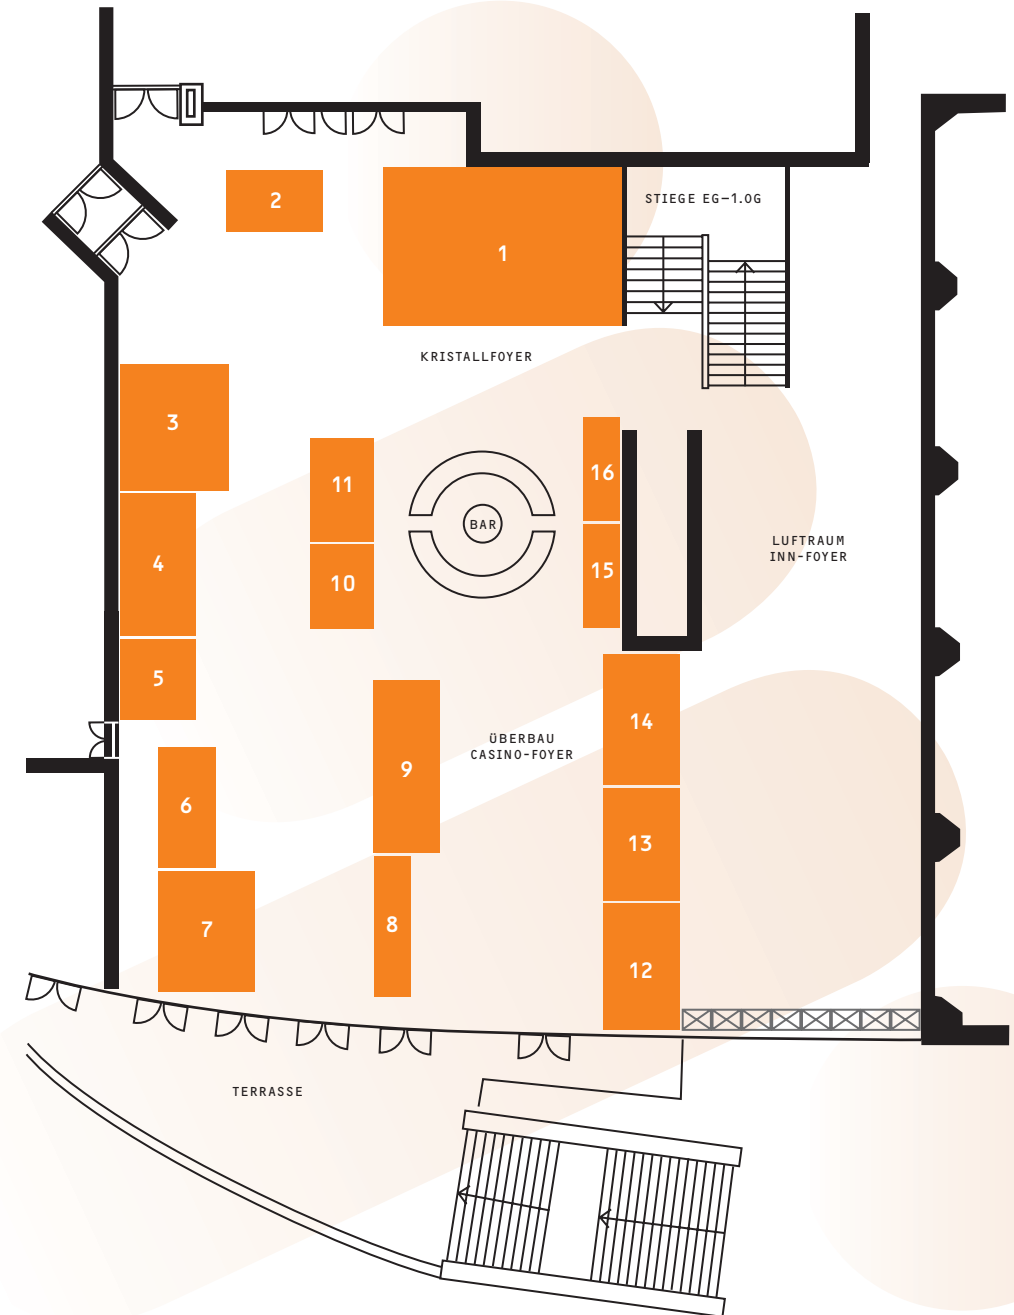 STIEGE EG-1.OG
2
1
KRISTALLFOYER
3
16
11
BAR
LUFTRAUM
INN-FOYER
4
15
10
5
14
ÜBERBAU
CASINO-FOYER
9
6
13
8
7
12
TERRASSE